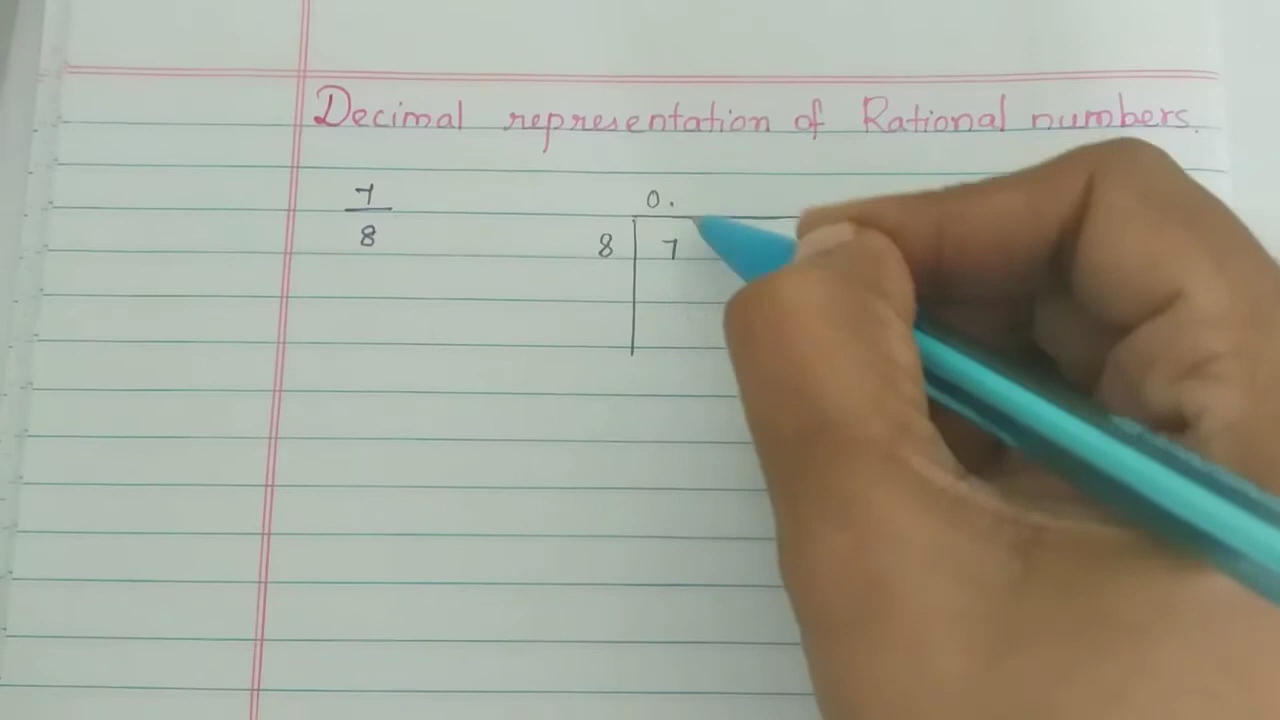 Decimal representation of Rational numbers.
7
8
0.
8 7